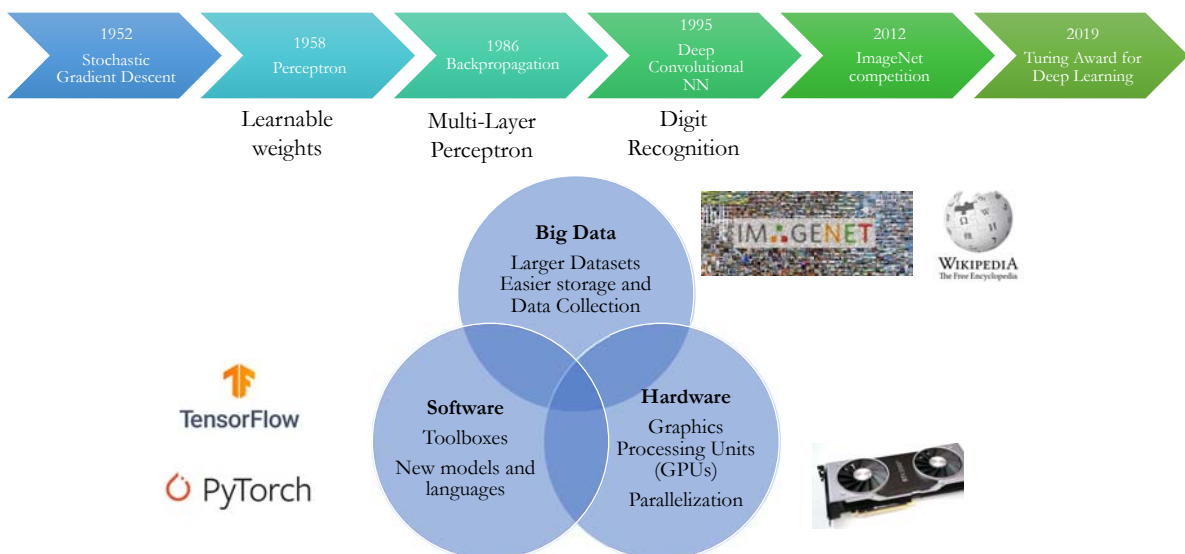 1952
Stochastic
Gradient Descent
1958
Perceptron
1986
Backpropagation
1995
Deep
Convolutional
NN
2012
ImageNet
competition
2019
Turing Award for
Deep Learning
Learnable
weights
Multi-Layer
Perceptron
Digit
Recognition
Big Data
Larger Datasets
Easier storage and
Data Collection
IMAGENET
WIKIPEDIA
The Free Encyclopedia
TensorFlow
PyTorch
Software
Toolboxes
New models and
languages
Hardware
Graphics
Processing Units
(GPUs)
Parallelization